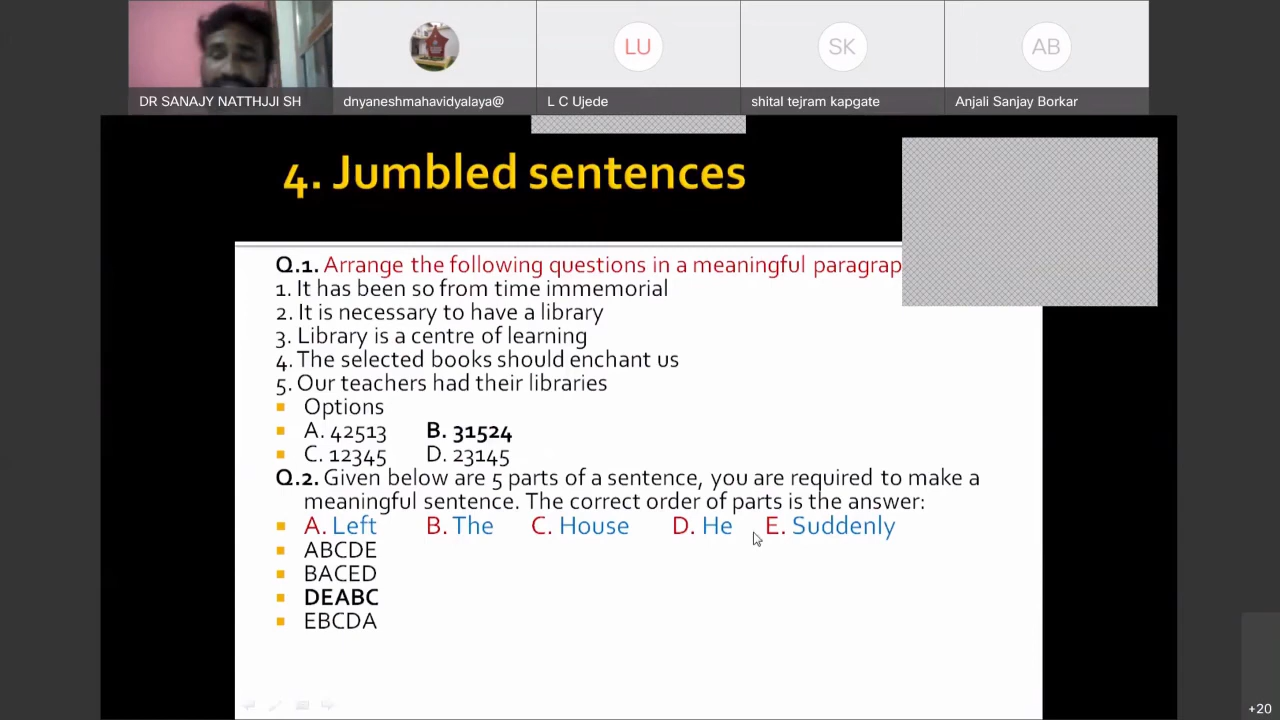 DR SANAJY NATTHJJI SH
dnyaneshmahavidyalaya@
LU
L C Ujede
SK
shital tejram kapgate
AB
Anjali Sanjay Borkar
4. Jumbled sentences
Q.1. Arrange the following questions in a meaningful paragrap
1. It has been so from time immemorial
2. It is necessary to have a library
3. Library is a centre of learning
4. The selected books should enchant us
5. Our teachers had their libraries
Options
A. 42513 B. 31524
C. 12345 D. 23145
Q.2. Given below are 5 parts of a sentence, you are required to make a
meaningful sentence. The correct order of parts is the answer:
A. Left B. The C. House D. He E. Suddenly
ABCDE
BACED
DEABC
EBCDA
+20